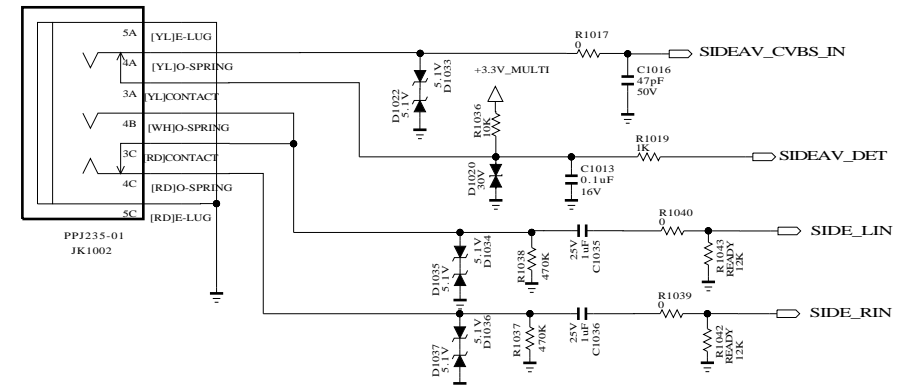 5A [YL]E-LUG
4A [YL]O-SPRING
3A [YL]CONTACT
4B [WH]O-SPRING
3C [RD]CONTACT
4C [RD]O-SPRING
5C [RD]E-LUG
PPJ235-01
JK1002
D1022
5.1V
5.1V
D1033
R1017
0
SIDEAV_CVBS_IN
C1016
47pF
50V
+3.3V_MULTI
R1036
10K
D1020
30V
C1013
0.1uF
16V
R1019
1K
SIDEAV_DET
D1035
5.1V
5.1V
D1034
R1038
470K
25V
1uF
C1035
R1040
0
SIDE_LIN
R1043
READY
12K
D1037
5.1V
5.1V
D1036
R1037
470K
25V
1uF
C1036
R1039
0
SIDE_RIN
R1042
READY
12K